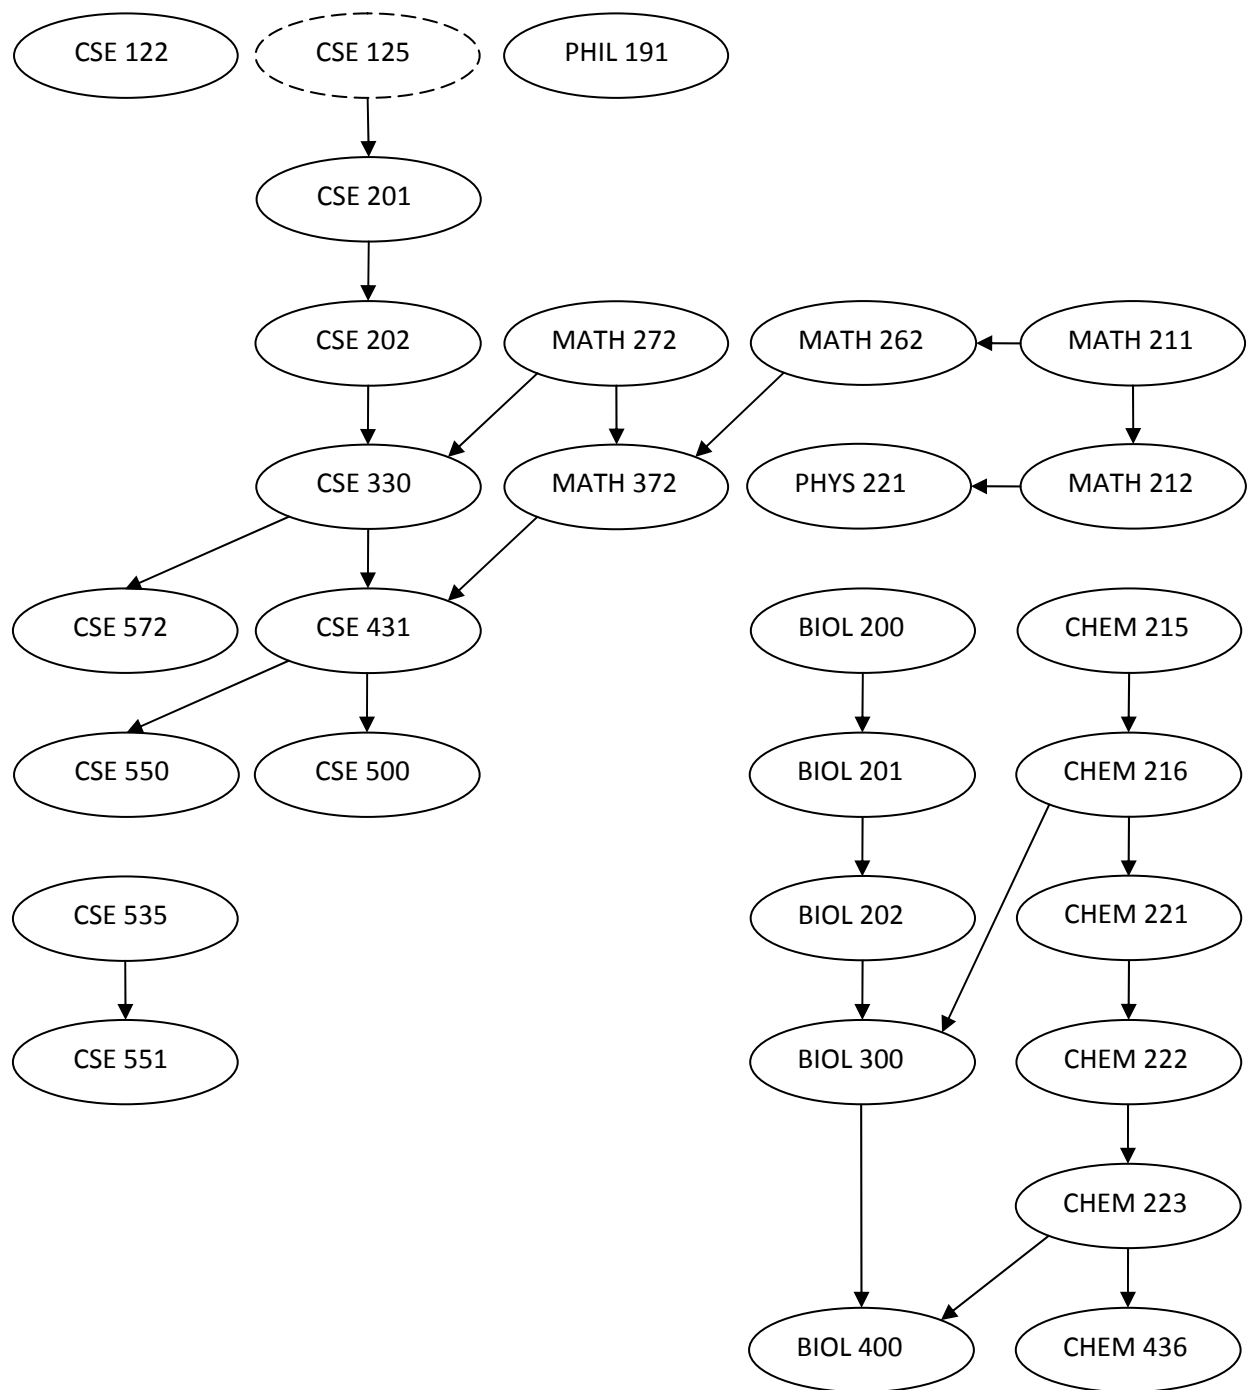 CSE 122
CSE 125
PHIL 191
CSE 201
CSE 202
MATH 272
MATH 262
MATH 211
CSE 330
MATH 372
PHYS 221
MATH 212
CSE 572
CSE 431
BIOL 200
CHEM 215
CSE 550
CSE 500
BIOL 201
CHEM 216
CSE 535
BIOL 202
CHEM 221
CSE 551
BIOL 300
CHEM 222
CHEM 223
BIOL 400
CHEM 436